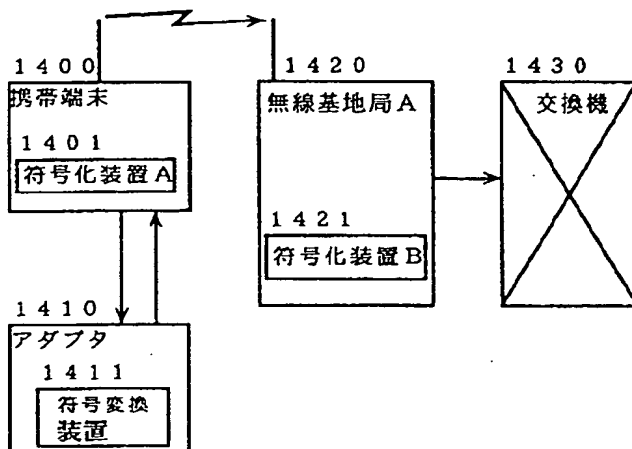 1400
携帯端末
1401
符号化装置A
1420
無線基地局A
1421
符号化装置B
1430
交換機
1410
アダプタ
1411
符号変換
装置